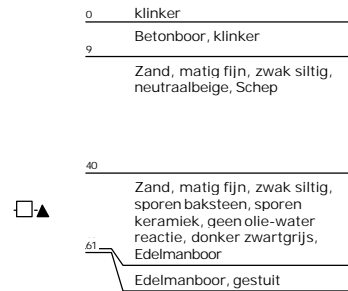 0 klinker
Betonboor, klinker
9
Zand, matig fijn, zwak siltig,
neutraalbeige, Schep
40
Zand, matig fijn, zwak siltig,
sporen baksteen, sporen
keramiek, geen olie-water
reactie, donker zwartgrijs,
61 Edelmanboor
Edelmanboor, gestuit